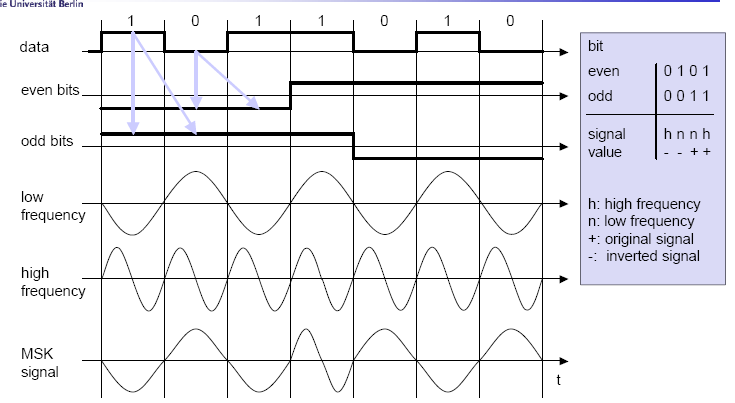 ie Universität Berlin
1 0 1 1 0 1 0
data
even bits
odd bits
low
frequency
high
frequency
MSK
signal
t
bit
even 0 1 0 1
odd 0 0 1 1
signal h n n h
value - - + +
h: high frequency
n: low frequency
+: original signal
-: inverted signal